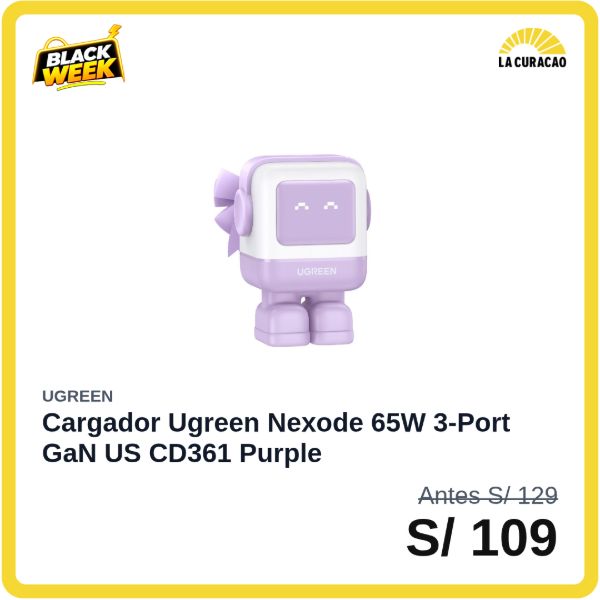 BLACK
WEEK
LA CURACAO
UGREEN
UGREEN
Cargador Ugreen Nexode 65W 3-Port
GaN US CD361 Purple
Antes S/ 129
S/ 109